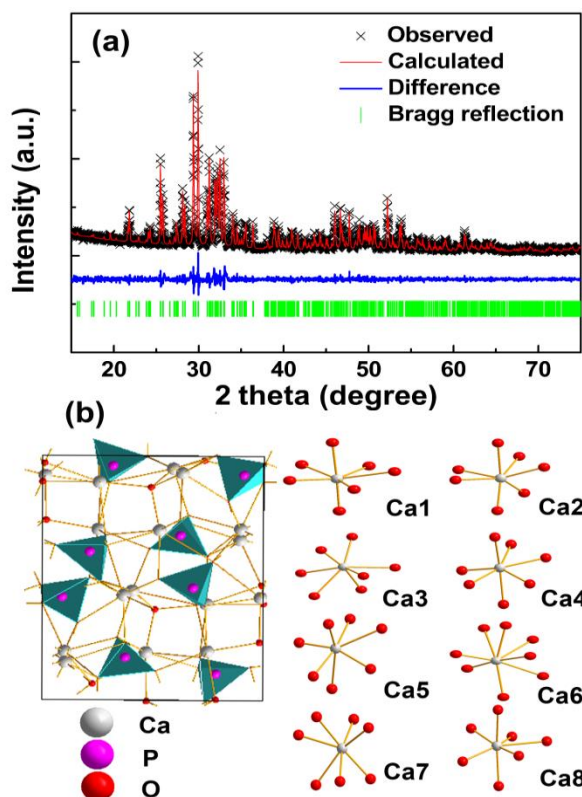 (a)
Observed
Calculated
Difference
Bragg reflection
Intensity (a.u.)
20 30 40 50 60 70
2 theta (degree)
(b)
Ca1 Ca2
Ca3 Ca4
Ca5 Ca6
Ca7 Ca8
Ca
P
O